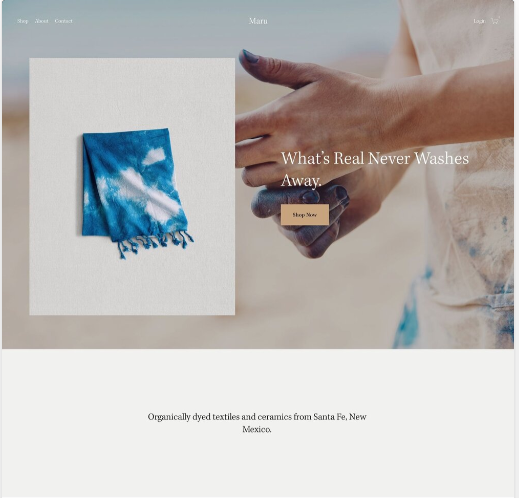 Shop About Contact
Maru
Login
What's Real Never Washes
Away.
Shop Now
Organically dyed textiles and ceramics from Santa Fe, New
Mexico.